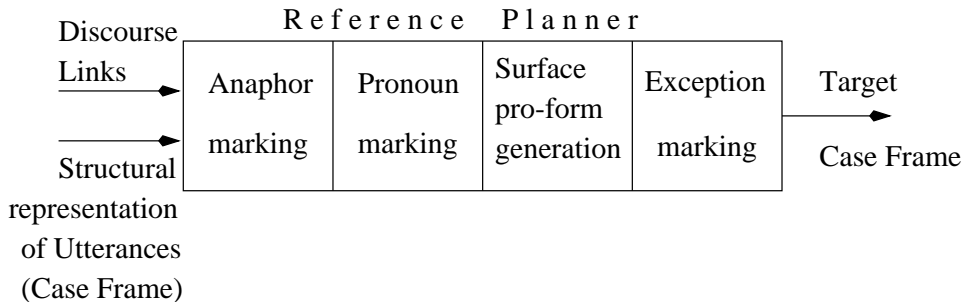 Reference Planner
Discourse
Links
Anaphor
marking
Pronoun
marking
Surface
pro-form
generation
Exception
marking
Target
Case Frame
Structural
representation
of Utterances
(Case Frame)